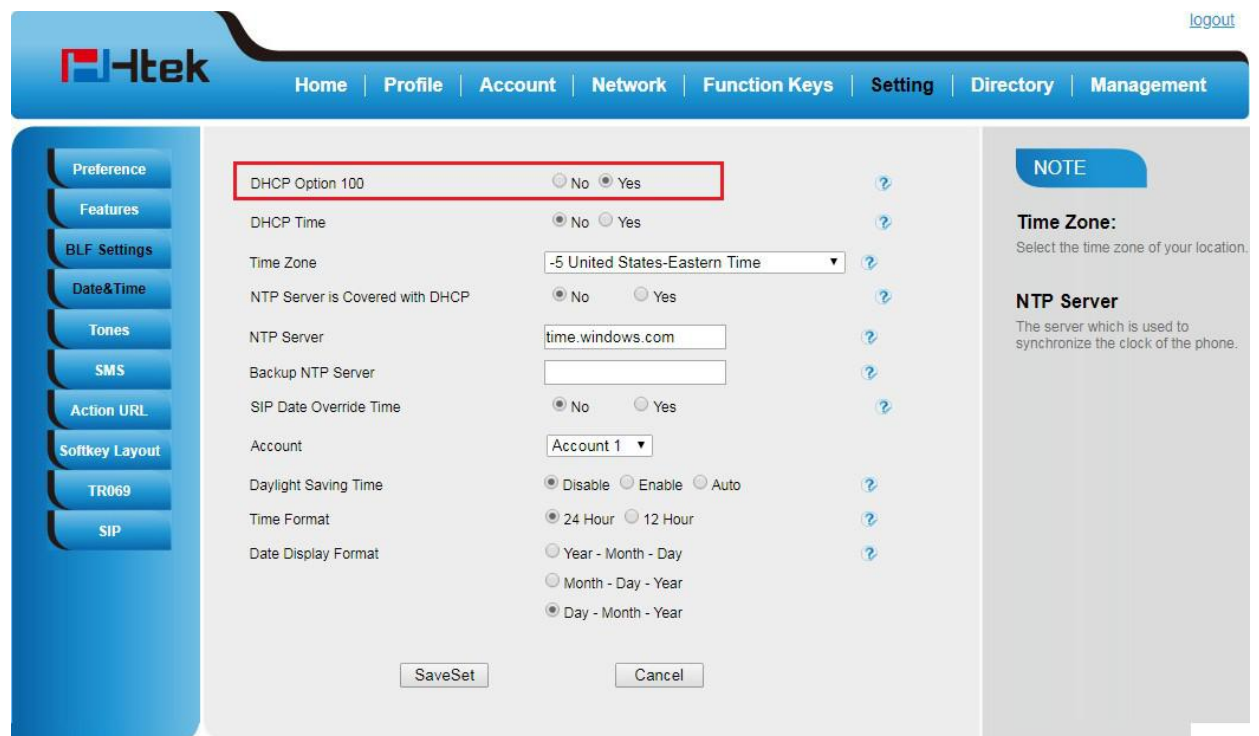 logout
Htek
Home Profile Account Network Function Keys Setting Directory Management
Preference
Features
BLF Settings
Date&Time
Tones
SMS
Action URL
Softkey Layout
TR069
SIP
DHCP Option 100 No Yes
DHCP Time No Yes
Time Zone -5 United States-Eastern Time
NTP Server is Covered with DHCP No Yes
NTP Server time.windows.com
Backup NTP Server
SIP Date Override Time No Yes
Account Account 1
Daylight Saving Time Disable Enable Auto
Time Format 24 Hour 12 Hour
Date Display Format Year - Month - Day
Month - Day - Year
Day - Month - Year
SaveSet Cancel
NOTE
Time Zone:
Select the time zone of your location.
NTP Server
The server which is used to
synchronize the clock of the phone.